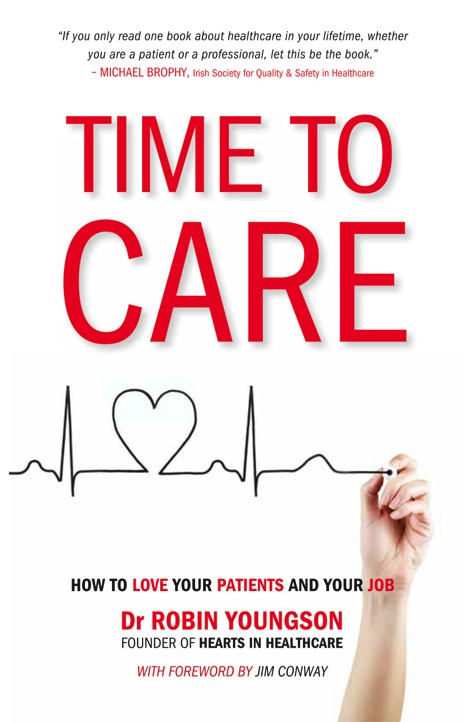 “If you only read one book about healthcare in your lifetime, whether
you are a patient or a professional, let this be the book.”
– MICHAEL BROPHY, Irish Society for Quality & Safety in Healthcare
TIME TO
CARE
HOW TO LOVE YOUR PATIENTS AND YOUR JOB
Dr ROBIN YOUNGSON
FOUNDER OF HEARTS IN HEALTHCARE
WITH FOREWORD BY JIM CONWAY